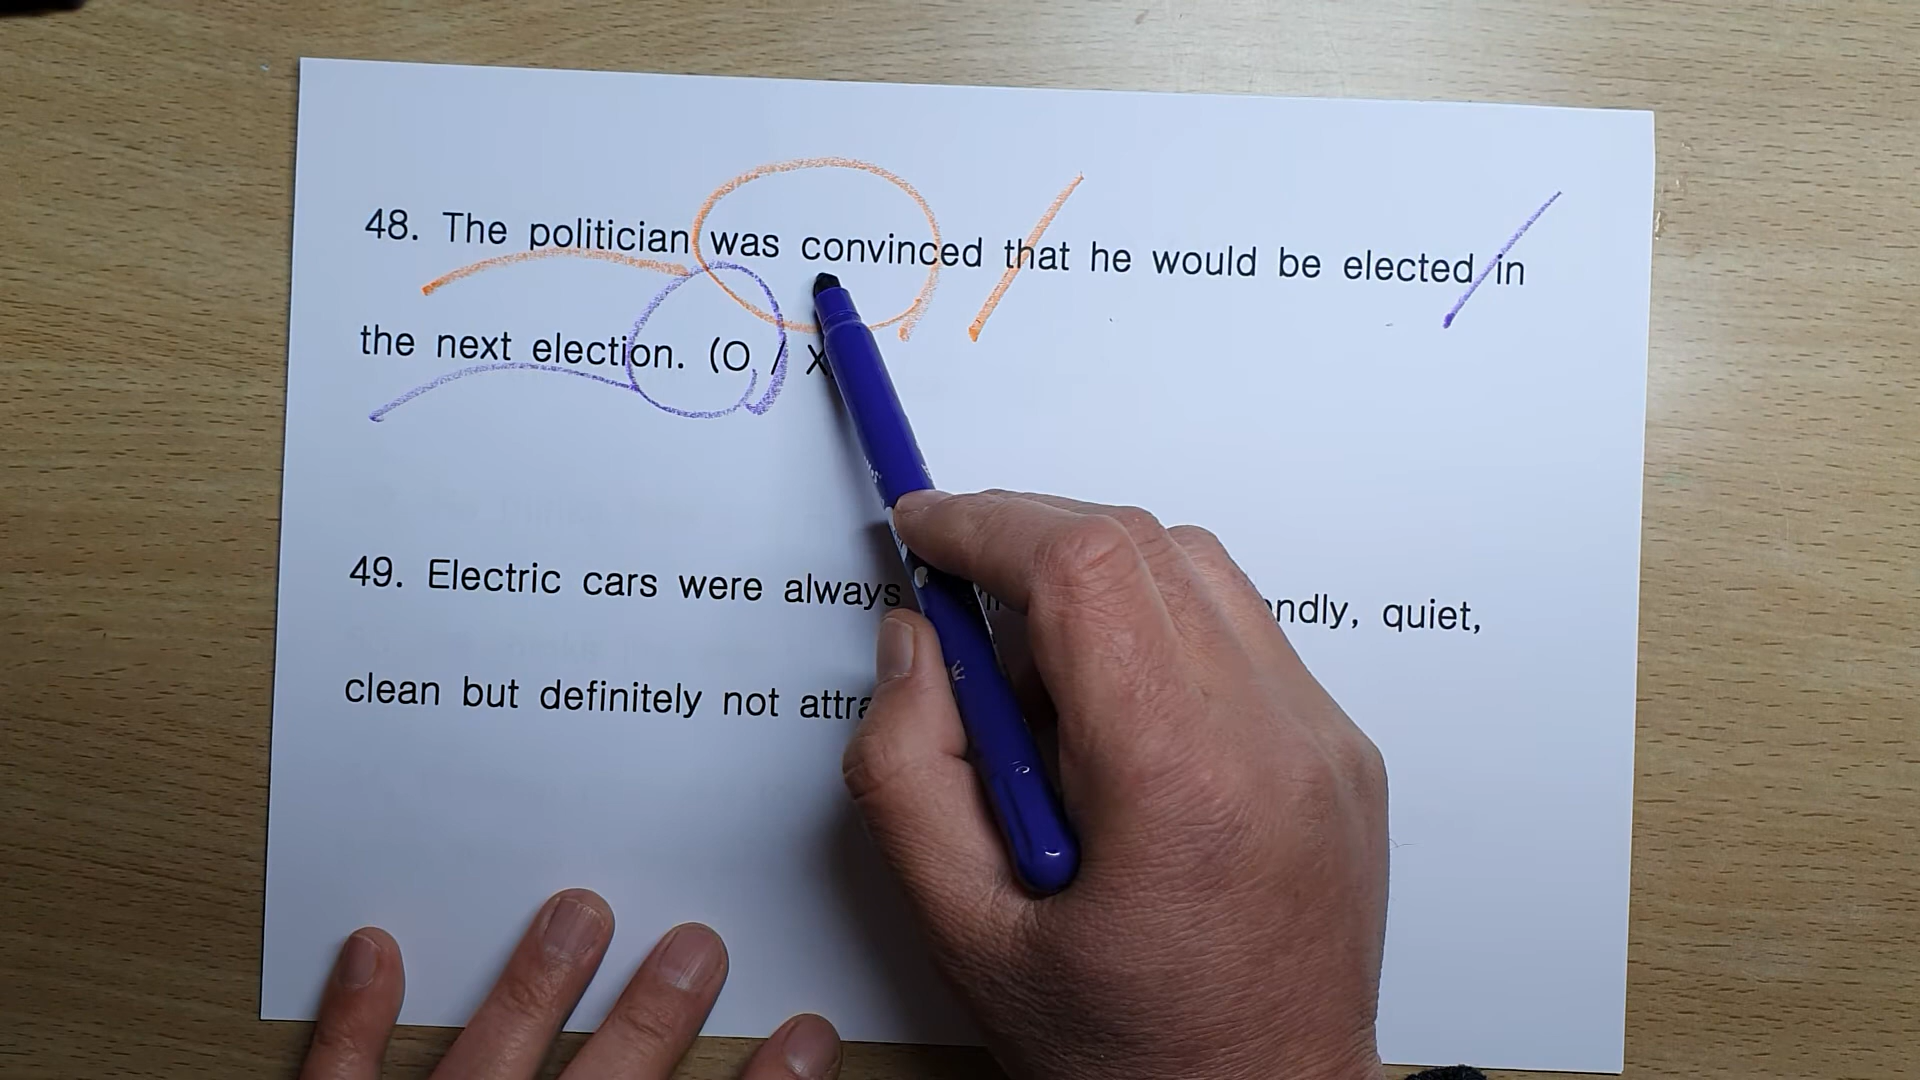 48. The politician was convinced that he would be elected in
the next election. (O / X
49. Electric cars were always ndly, quiet,
clean but definitely not attra